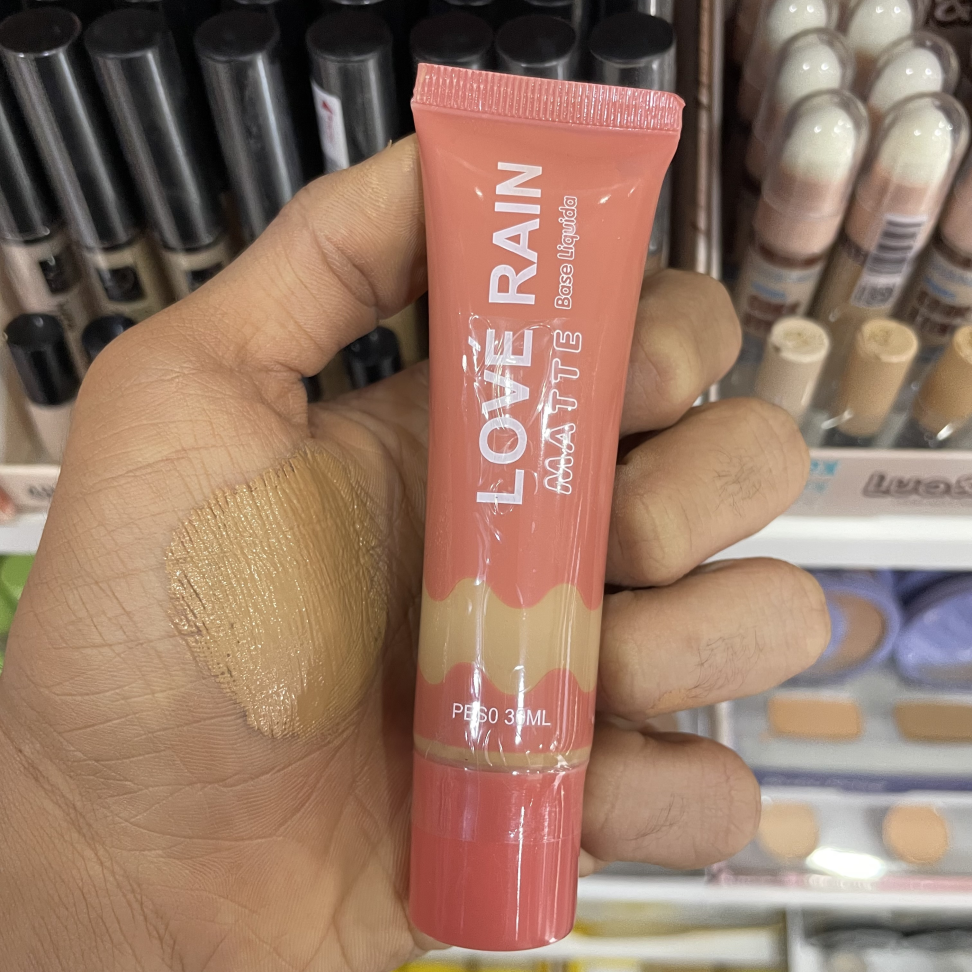 LOVE RAIN
MATTE Base Liquida
PESO 30ML